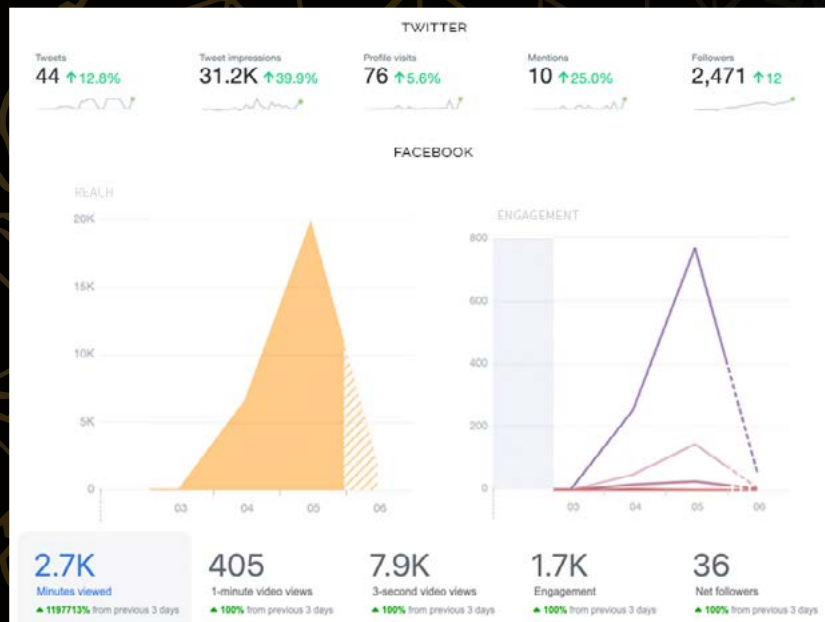 TWITTER
Tweets
44 ↑12.8%
Tweet impressions
31.2K ↑39.9%
Profile visits
76 ↑5.6%
Mentions
10 ↑25.0%
Followers
2,471 ↑12
FACEBOOK
REACH
20K
15K
10K
5K
0
03 04 05 06
ENGAGEMENT
800
600
400
200
0
03 04 05 06
2.7K
Minutes viewed
▲ 1197713% from previous 3 days
405
1-minute video views
▲ 100% from previous 3 days
7.9K
3-second video views
▲ 100% from previous 3 days
1.7K
Engagement
▲ 100% from previous 3 days
36
Net followers
▲ 100% from previous 3 days